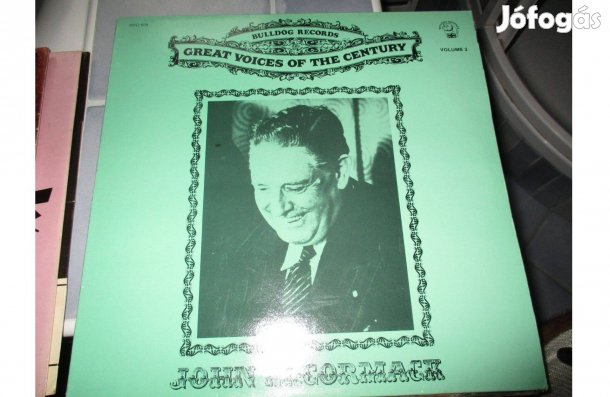 Jófogás
BULLDOG RECORDS
GREAT VOICES OF THE CENTURY
VOLUME 2
JOHN McCORMACK